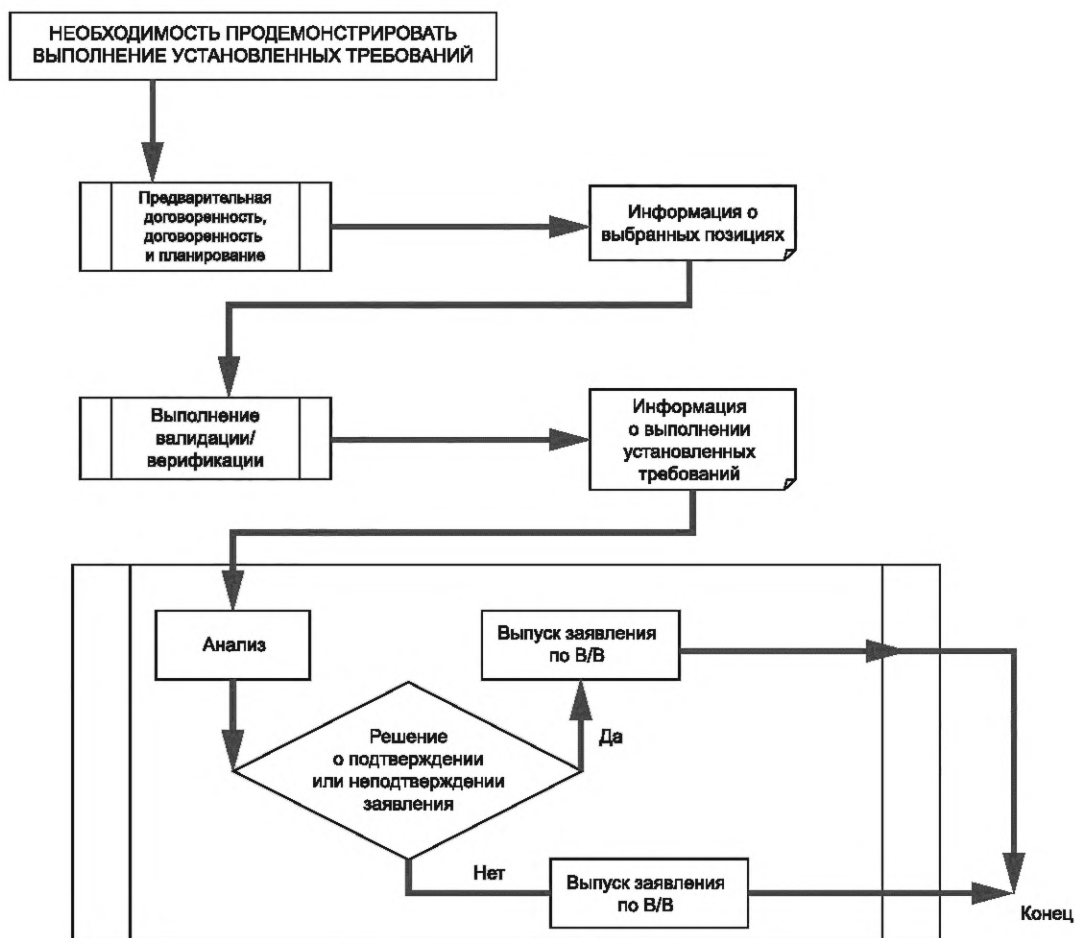 НЕОБХОДИМОСТЬ ПРОДЕМОНСТРИРОВАТЬ
ВЫПОЛНЕНИЕ УСТАНОВЛЕННЫХ ТРЕБОВАНИЙ
Предварительная
договоренность,
договоренность
и планирование
Информация о
выбранных позициях
Выполнение
валидации/
верификации
Информация
о выполнении
установленных
требований
Анализ
Выпуск заявления
по В/В
Решение
о подтверждении
или неподтверждении
заявления
Да
Нет
Выпуск заявления
по В/В
Конец